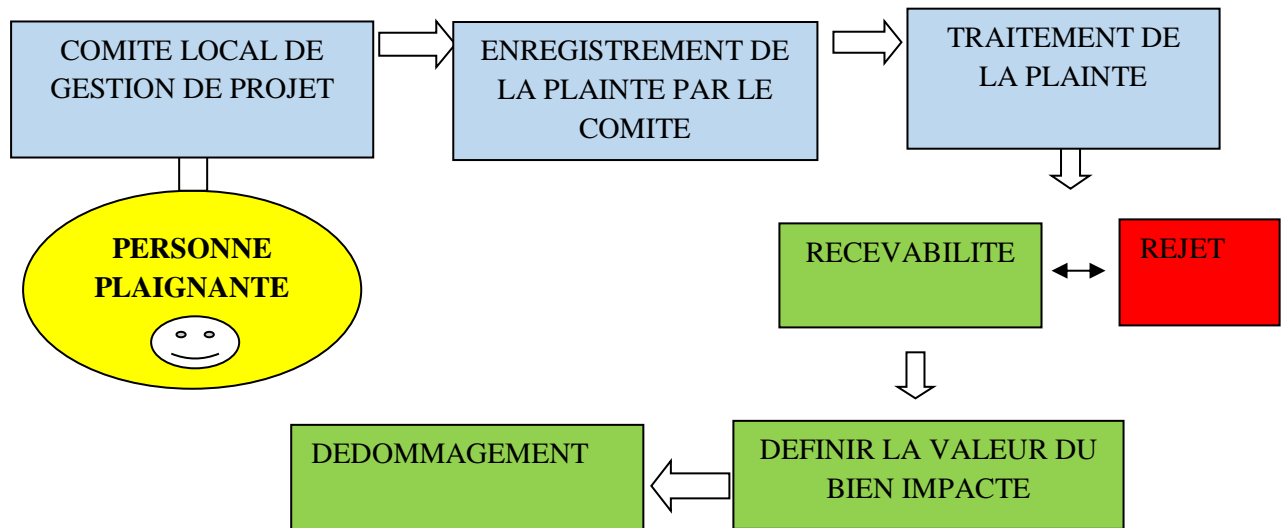 COMITE LOCAL DE
GESTION DE PROJET
ENREGISTREMENT DE
LA PLAINTE PAR LE
COMITE
TRAITEMENT DE
LA PLAINTE
PERSONNE
PLAIGNANTE
RECEVABILITE
REJET
DEDOMMAGEMENT
DEFINIR LA VALEUR DU
BIEN IMPACTE